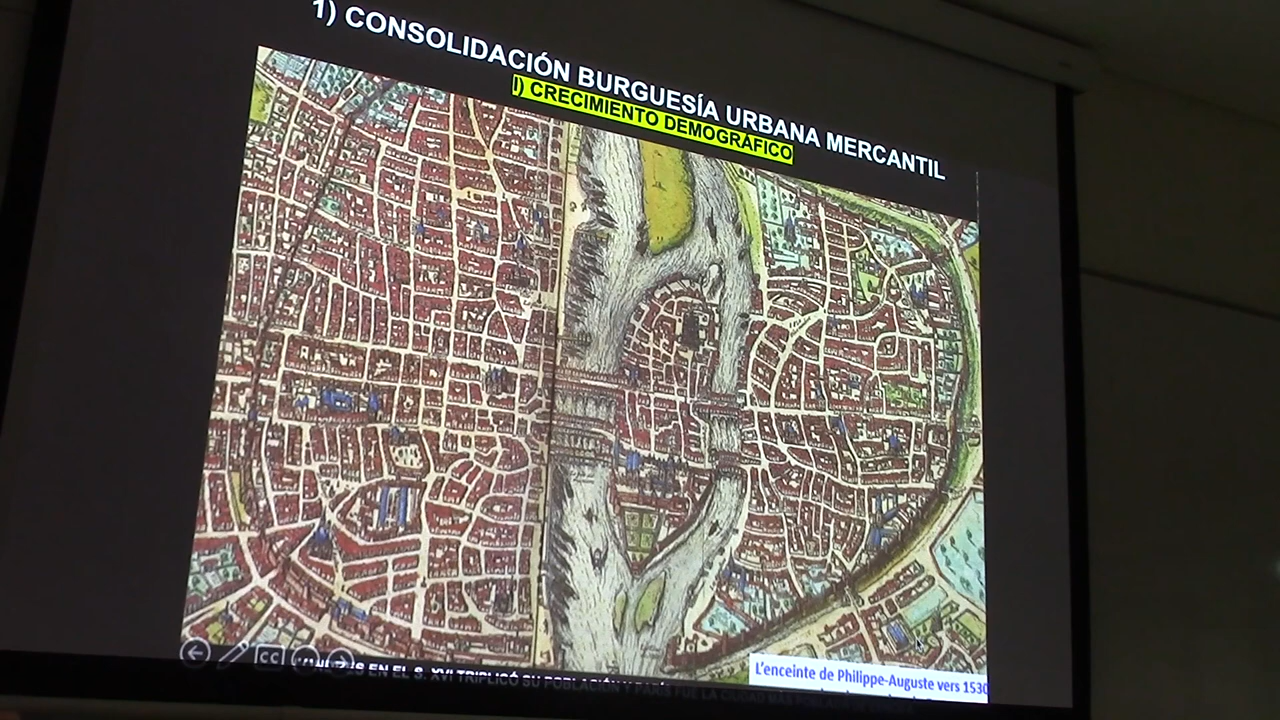 1) CONSOLIDACIÓN BURGUESÍA URBANA MERCANTIL
I) CRECIMIENTO DEMOGRÁFICO
CC
EN EL S. XVI TRIPLICÓ SU POBLACIÓN Y PARÍS FUE LA CIUDAD MÁS
L'enceinte de Philippe-Auguste vers 1530